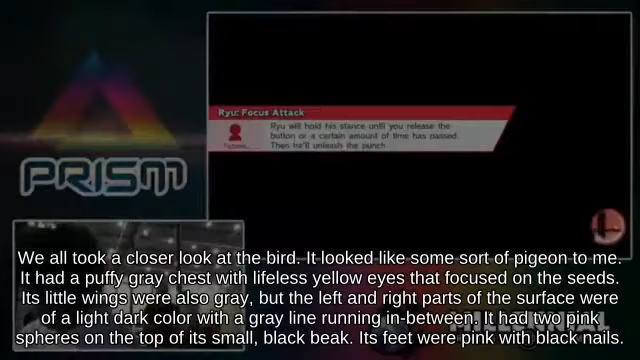 PRISM
Ryu: Focus Attack
Ryu will hold his stance until you release the
button or a certain amount of time has passed.
Then he'll unleash the punch
We all took a closer look at the bird. It looked like some sort of pigeon to me.
It had a puffy gray chest with lifeless yellow eyes that focused on the seeds.
Its little wings were also gray, but the left and right parts of the surface were
of a light dark color with a gray line running in-between, It had two pink
spheres on the top of its small, black beak. Its feet were pink with black nails.